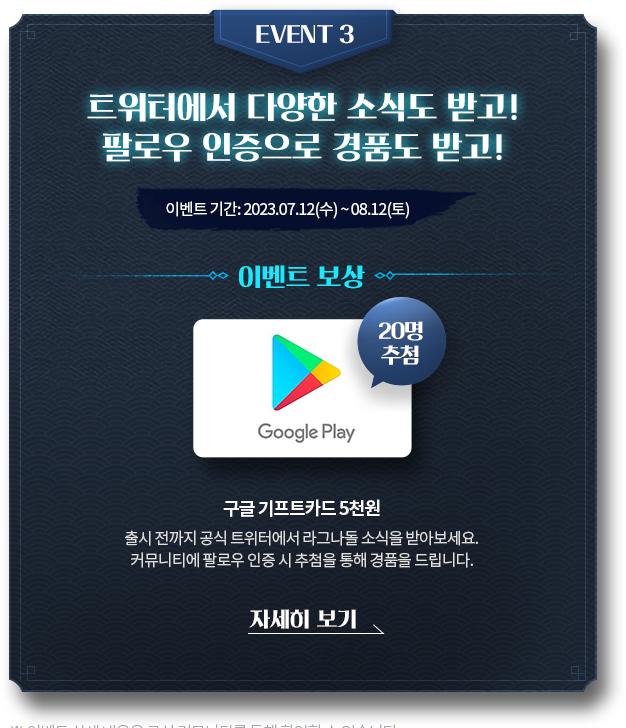 EVENT 3
트위터에서 다양한 소식도 받고!
팔로우 인증으로 경품도 받고!
이벤트 기간: 2023.07.12(수) ~ 08.12(토)
이벤트 보상
20명
추첨
Google Play
구글 기프트카드 5천원
출시 전까지 공식 트위터에서 라그나돌 소식을 받아보세요.
커뮤니티에 팔로우 인증 시 추첨을 통해 경품을 드립니다.
자세히 보기